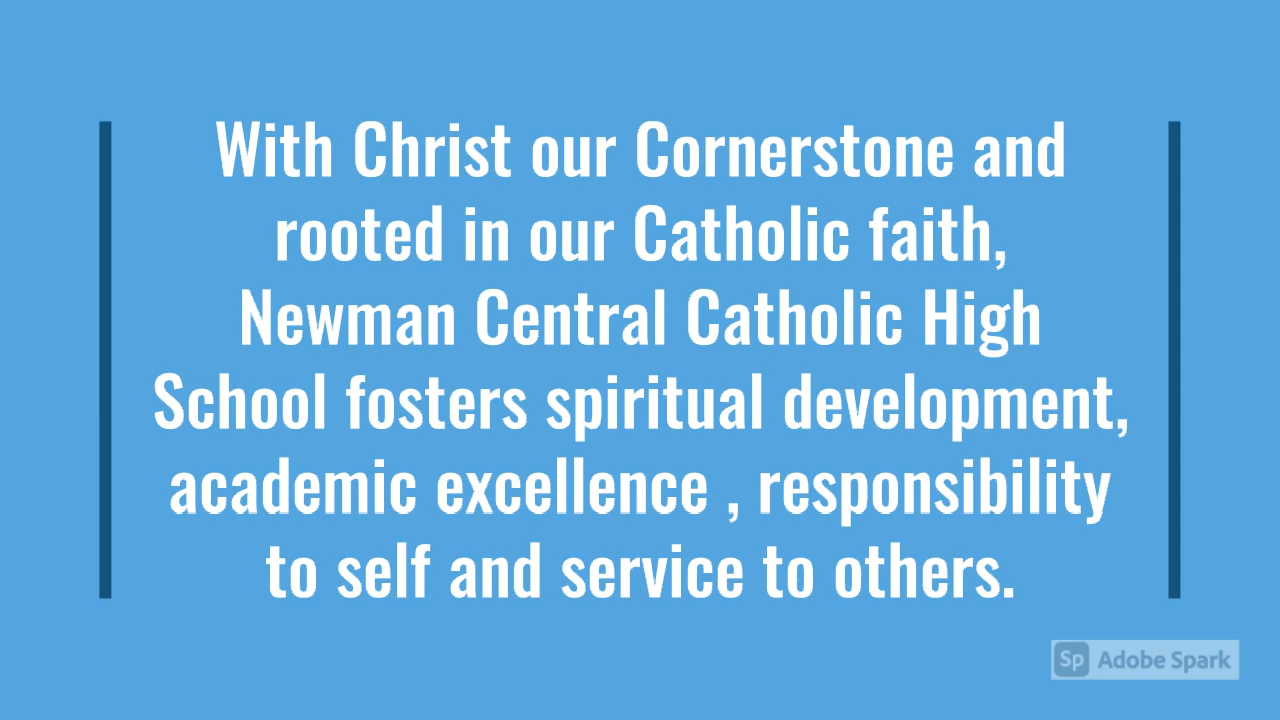 With Christ our Cornerstone and
rooted in our Catholic faith,
Newman Central Catholic High
School fosters spiritual development,
academic excellence , responsibility
to self and service to others.
Sp Adobe Spark